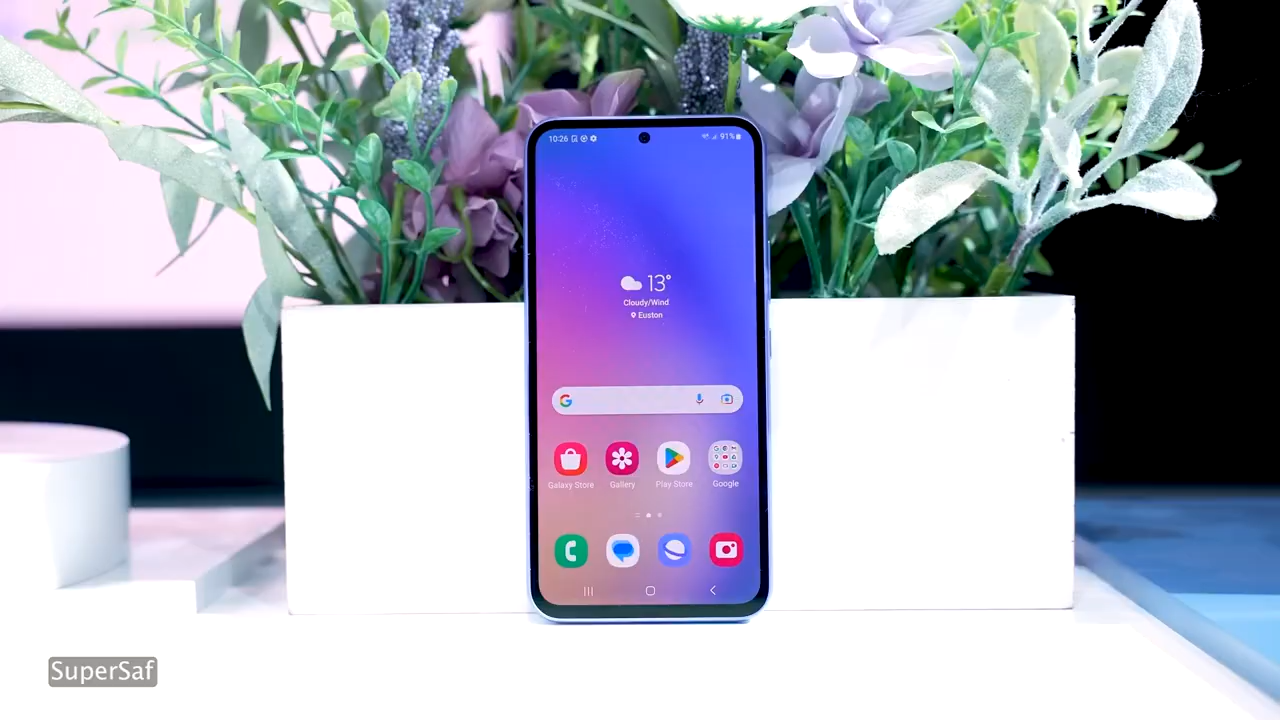 10:26
91%
13°
Cloudy/Wind
Euston
G
Galaxy Store
Gallery
Play Store
Google
SuperSaf